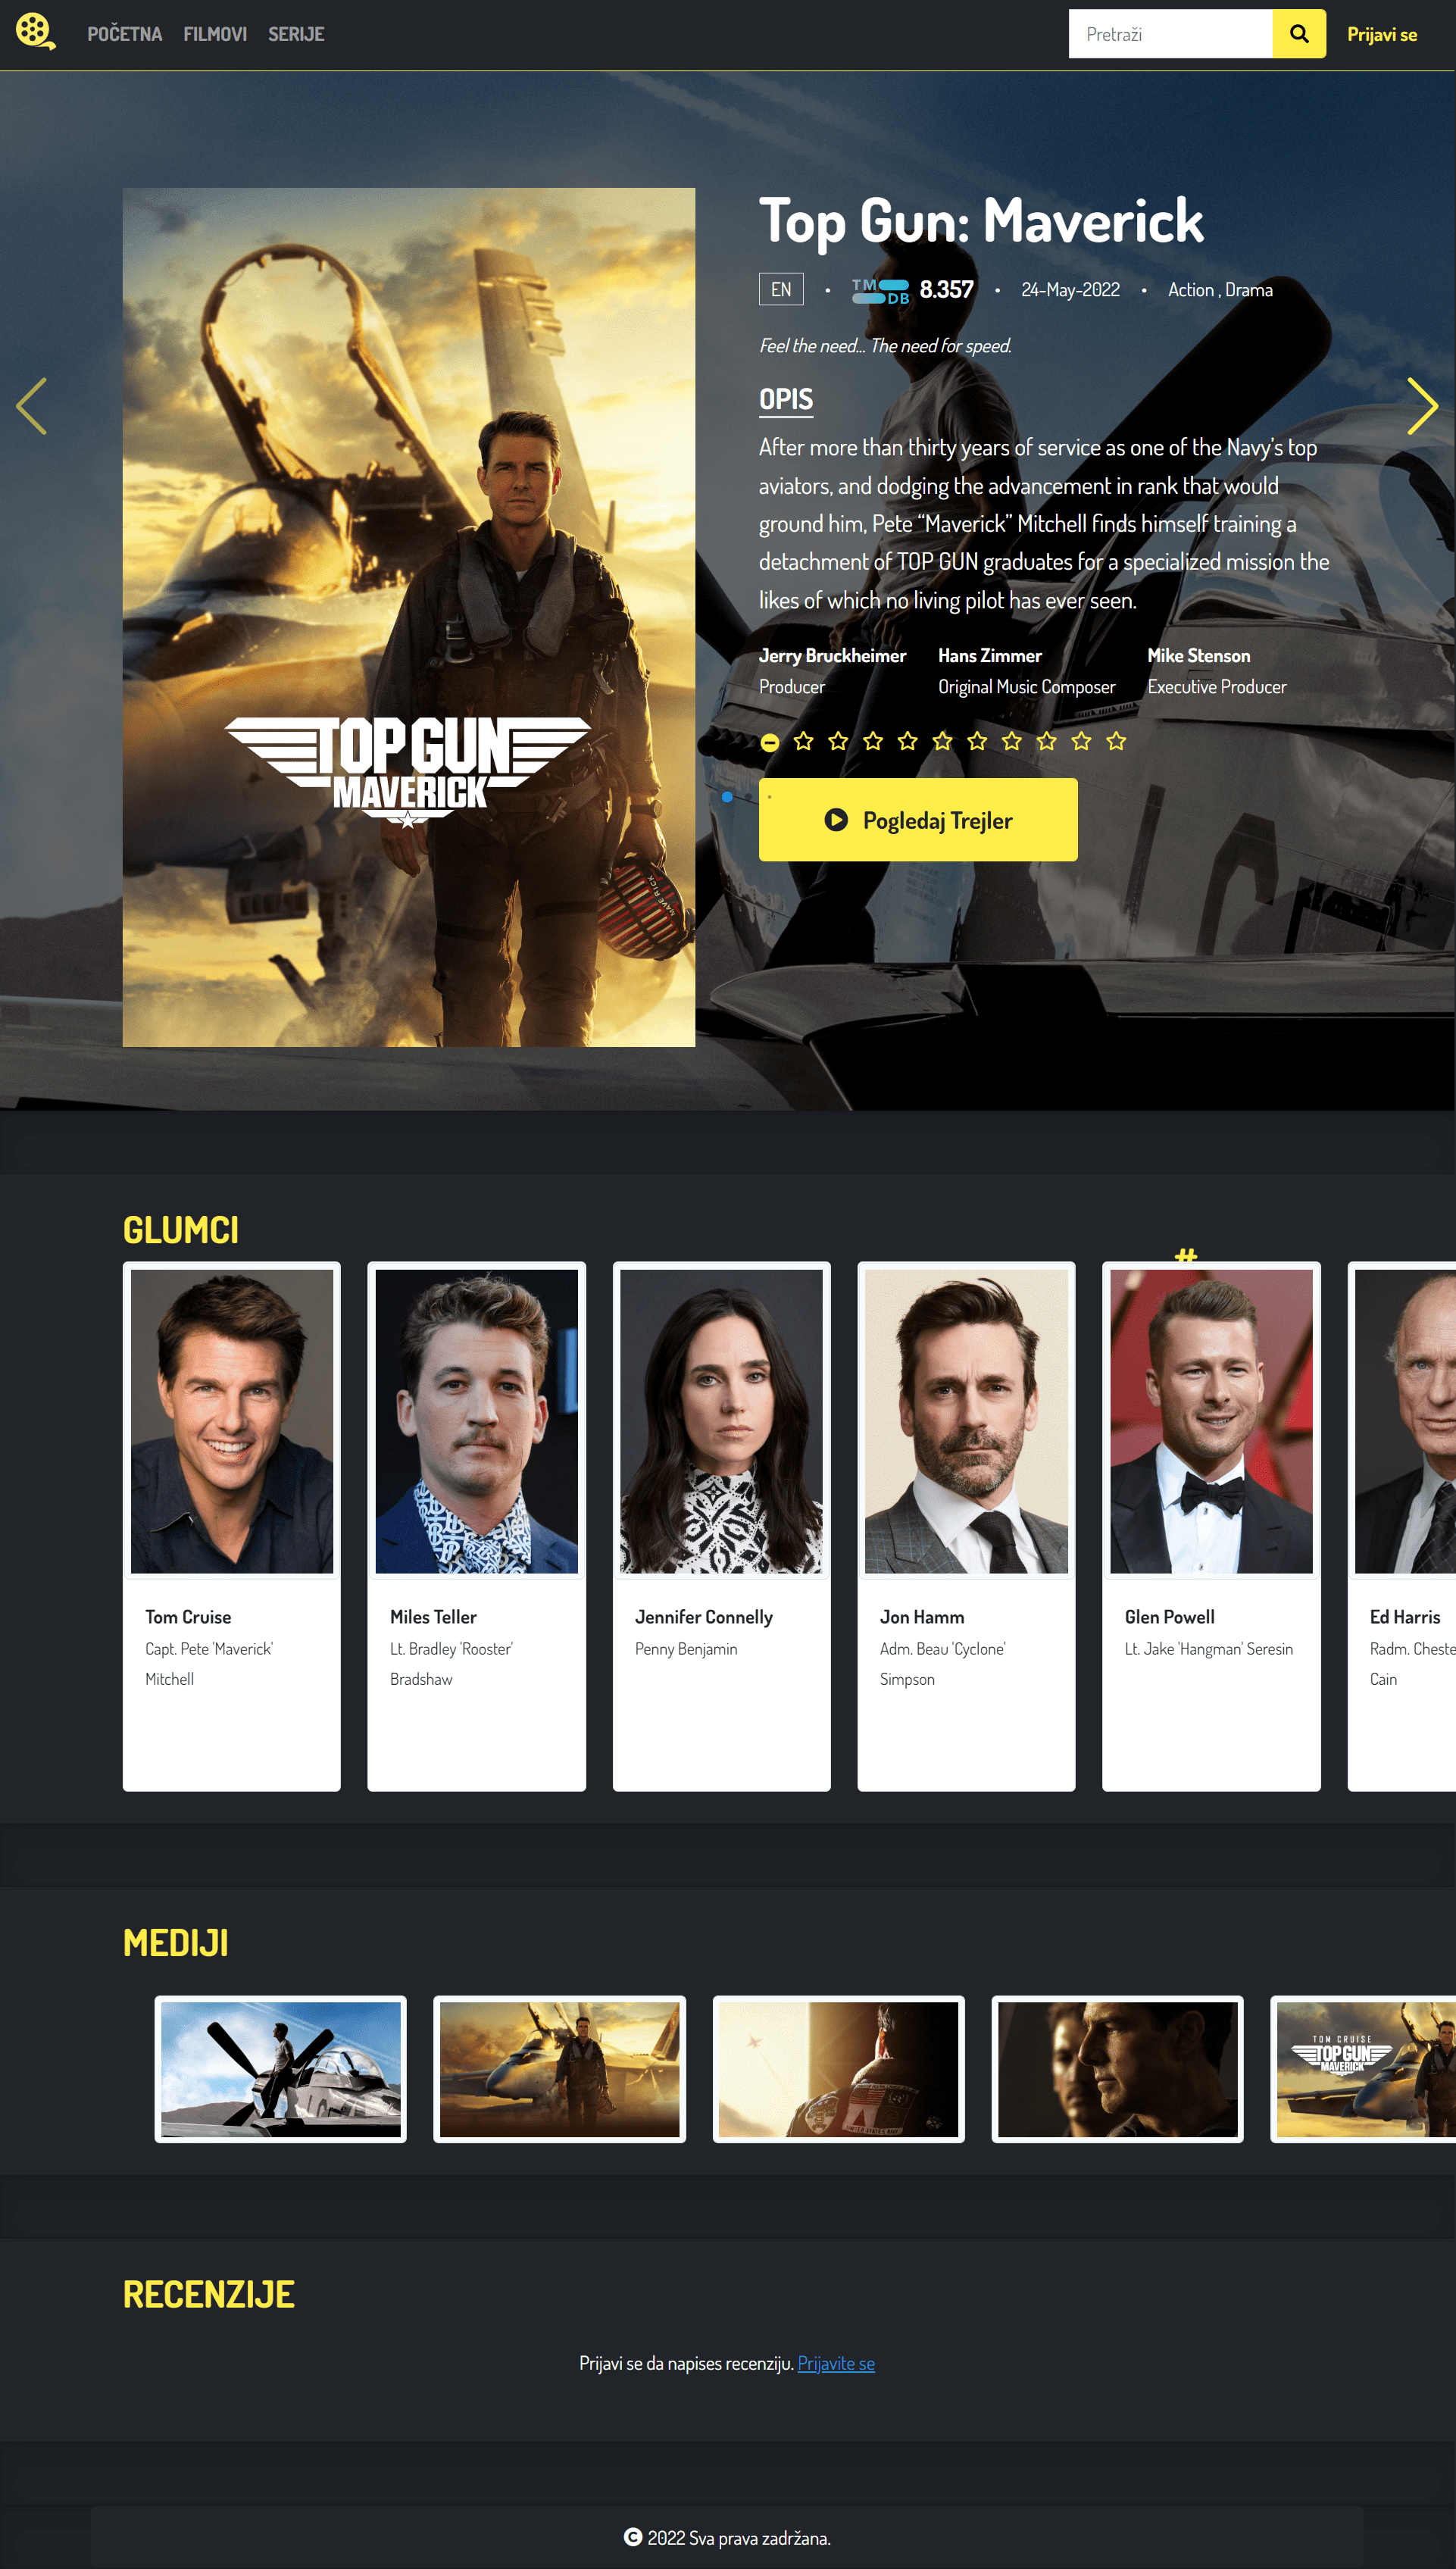 POČETNA FILMOVI SERIJE Pretraži Prijavi se
Top Gun: Maverick
EN • TMDB 8.357 • 24-May-2022 • Action , Drama
Feel the need... The need for speed.
OPIS
After more than thirty years of service as one of the Navy’s top
aviators, and dodging the advancement in rank that would
ground him, Pete “Maverick” Mitchell finds himself training a
detachment of TOP GUN graduates for a specialized mission the
likes of which no living pilot has ever seen.
Jerry Bruckheimer Hans Zimmer Mike Stenson
Producer Original Music Composer Executive Producer
Pogledaj Trejler
TOP GUN
MAVERICK
MAVERICK
GLUMCI
#
Tom Cruise
Capt. Pete 'Maverick'
Mitchell
Miles Teller
Lt. Bradley 'Rooster'
Bradshaw
Jennifer Connelly
Penny Benjamin
Jon Hamm
Adm. Beau 'Cyclone'
Simpson
Glen Powell
Lt. Jake 'Hangman' Seresin
Ed Harris
Radm. Cheste
Cain
MEDIJI
TOM CRUISE
TOP GUN
MAVERICK
RECENZIJE
Prijavi se da napises recenziju. Prijavite se
© 2022 Sva prava zadržana.